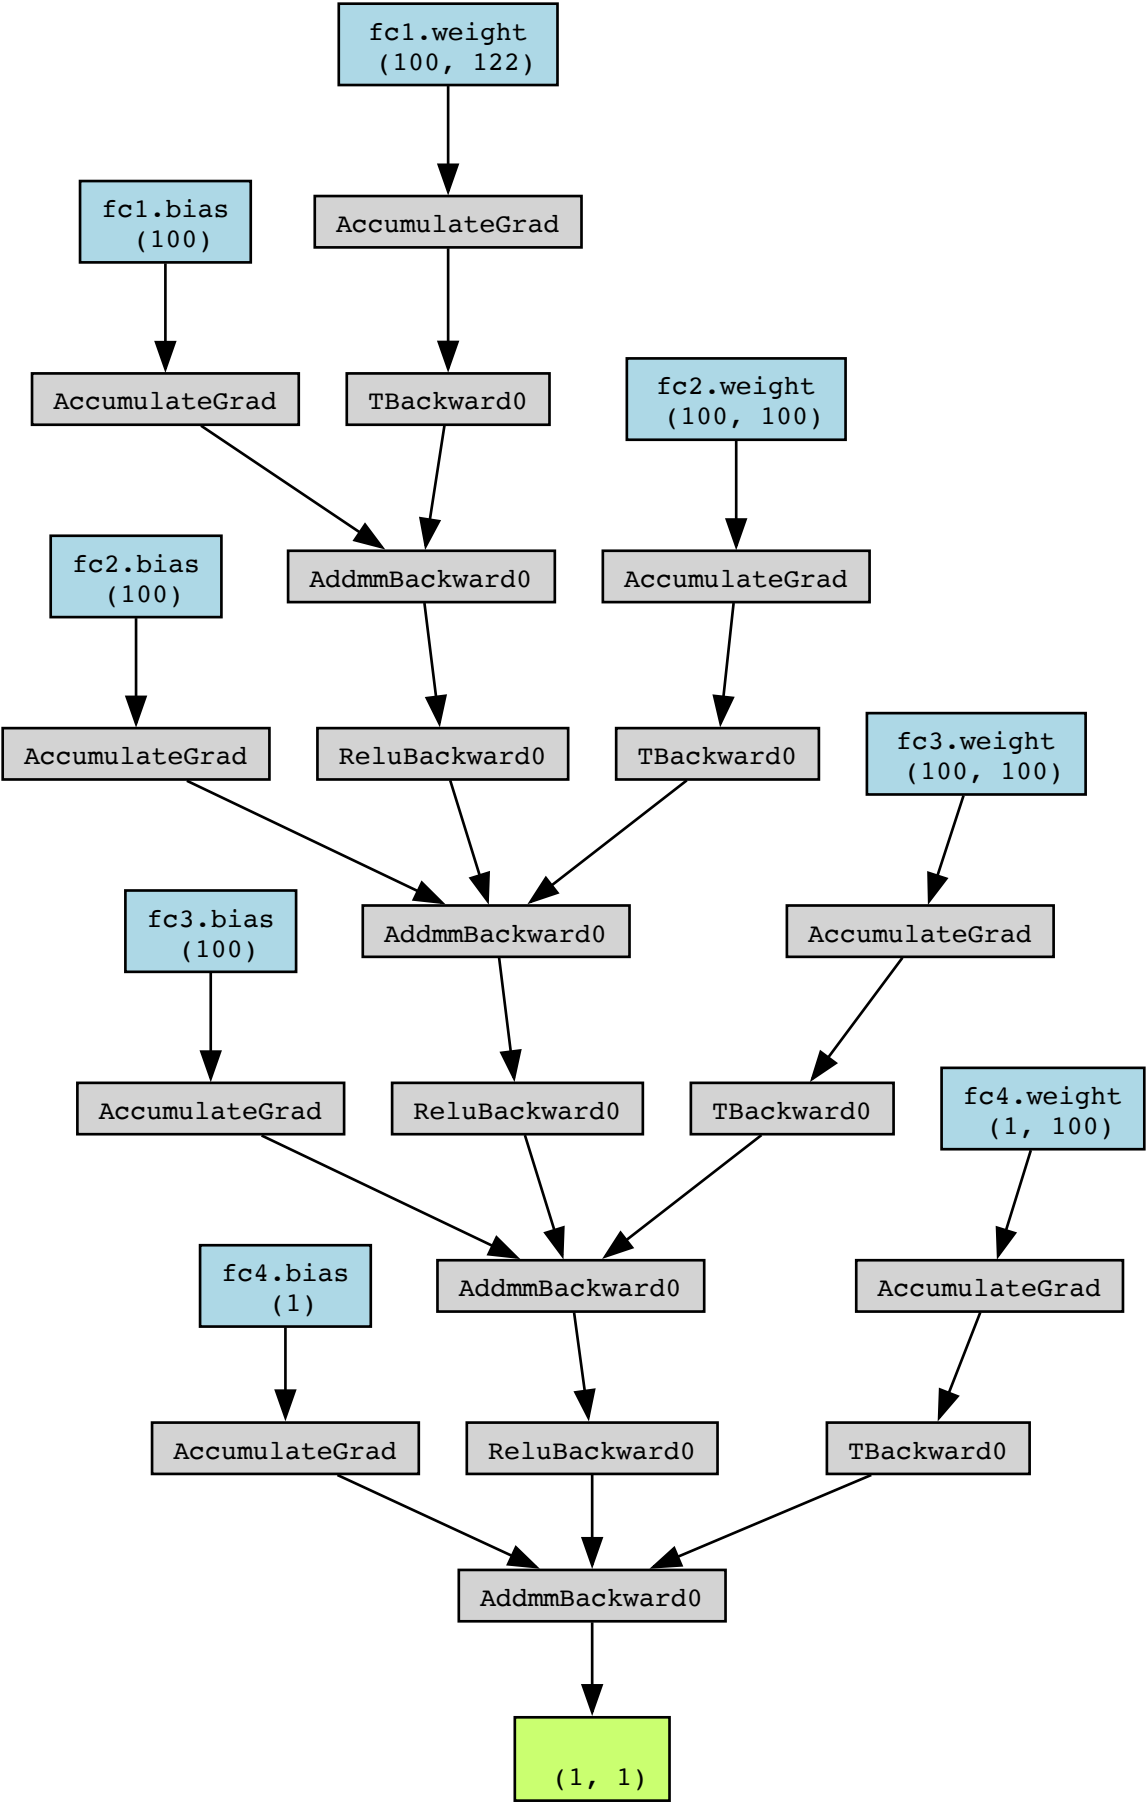 fc1.weight
(100, 122)
fc1.bias
(100)
AccumulateGrad
AccumulateGrad
TBackward0
fc2.weight
(100, 100)
fc2.bias
(100)
AddmmBackward0
AccumulateGrad
AccumulateGrad
ReluBackward0
TBackward0
fc3.weight
(100, 100)
fc3.bias
(100)
AddmmBackward0
AccumulateGrad
AccumulateGrad
ReluBackward0
TBackward0
fc4.weight
(1, 100)
fc4.bias
(1)
AddmmBackward0
AccumulateGrad
AccumulateGrad
ReluBackward0
TBackward0
AddmmBackward0
(1, 1)